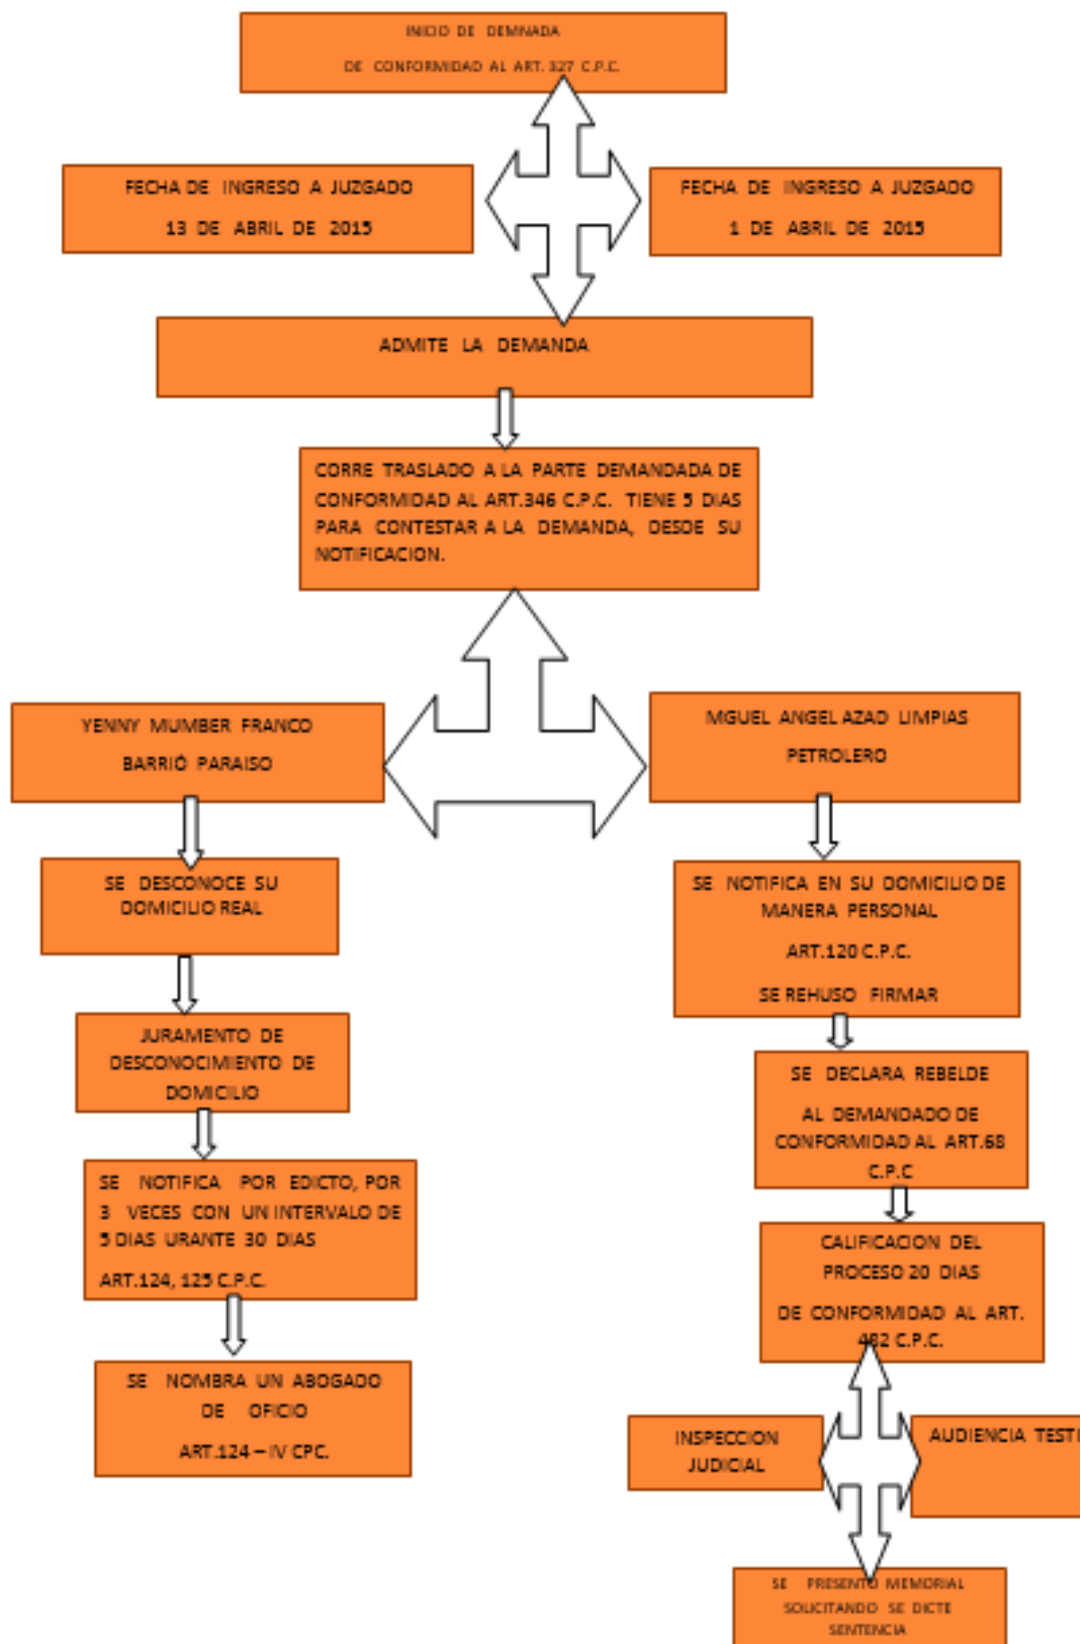 INICIO DE DEMNADA
DE CONFORMIDAD AL ART. 327 C.P.C.
FECHA DE INGRESO A JUZGADO
13 DE ABRIL DE 2015
FECHA DE INGRESO A JUZGADO
1 DE ABRIL DE 2015
ADMITE LA DEMANDA
CORRE TRASLADO A LA PARTE DEMANDADA DE
CONFORMIDAD AL ART.346 C.P.C. TIENE 5 DIAS
PARA CONTESTAR A LA DEMANDA, DESDE SU
NOTIFICACION.
YENNY MUMBER FRANCO
BARRIÓ PARAISO
MGUEL ANGEL AZAD LIMPIAS
PETROLERO
SE DESCONOCE SU
DOMICILIO REAL
JURAMENTO DE
DESCONOCIMIENTO DE
DOMICILIO
SE NOTIFICA POR EDICTO, POR
3 VECES CON UN INTERVALO DE
5 DIAS URANTE 30 DIAS
ART.124, 125 C.P.C.
SE NOMBRA UN ABOGADO
DE OFICIO
ART.124 – IV CPC.
SE NOTIFICA EN SU DOMICILIO DE
MANERA PERSONAL
ART.120 C.P.C.
SE REHUSO FIRMAR
SE DECLARA REBELDE
AL DEMANDADO DE
CONFORMIDAD AL ART.68
C.P.C
CALIFICACION DEL
PROCESO 20 DIAS
DE CONFORMIDAD AL ART.
482 C.P.C.
INSPECCION
JUDICIAL
AUDIENCIA TESTI
SE PRESENTO MEMORIAL
SOLICITANDO SE DICTE
SENTENCIA